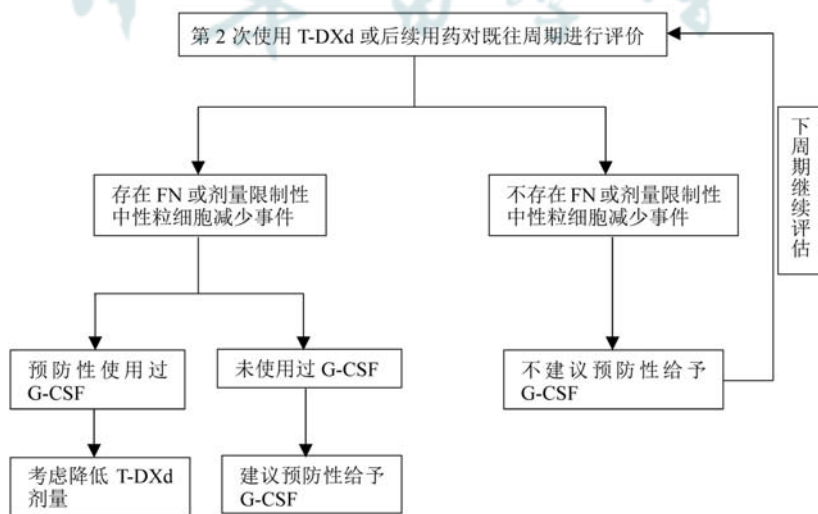 第 2 次使用 T-DXd 或后续用药对既往周期进行评价
下周期继续评估
存在 FN 或剂量限制性
中性粒细胞减少事件
不存在 FN 或剂量限制性
中性粒细胞减少事件
预防性使用过
G-CSF
未使用过 G-CSF
不建议预防性给予
G-CSF
考虑降低 T-DXd
剂量
建议预防性给予
G-CSF